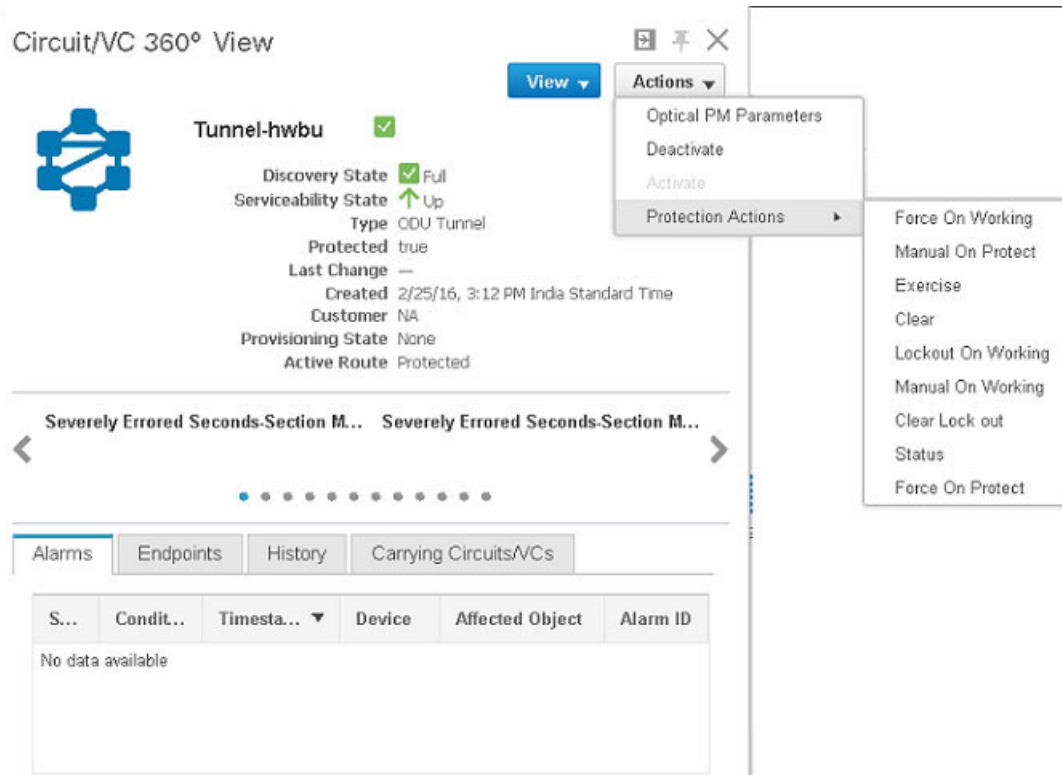 Circuit/VC 360° View
View
Actions
Optical PM Parameters
Deactivate
Activate
Protection Actions
Force On Working
Manual On Protect
Exercise
Clear
Lockout On Working
Manual On Working
Clear Lock out
Status
Force On Protect
Tunnel-hwbu
Discovery State Full
Serviceability State Up
Type ODU Tunnel
Protected true
Last Change —
Created 2/25/16, 3:12 PM India Standard Time
Customer NA
Provisioning State None
Active Route Protected
Severely Errored Seconds-Section M... Severely Errored Seconds-Section M...
Alarms Endpoints History Carrying Circuits/VCs
S... Condit... Timesta... Device Affected Object Alarm ID
No data available